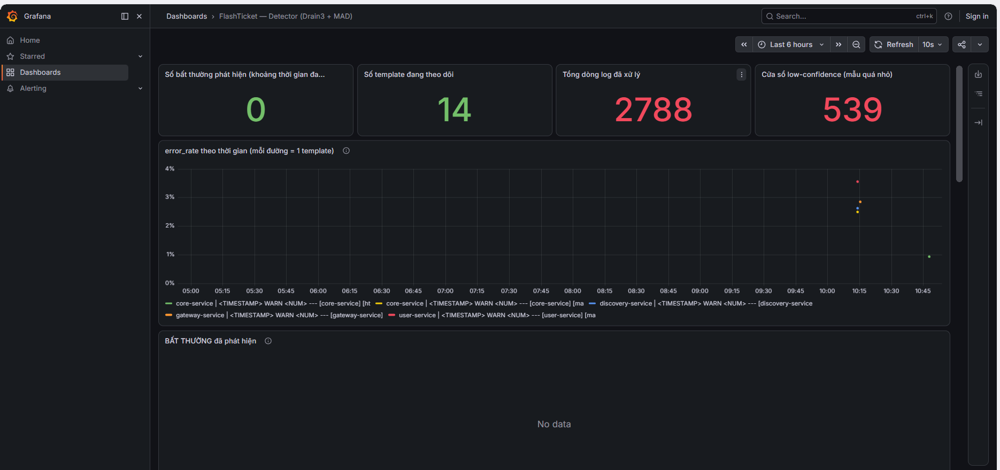 Grafana
Dashboards › FlashTicket — Detector (Drain3 + MAD)
Search...
ctrl+k
Sign in
Home
Starred
Dashboards
Alerting
Last 6 hours
Refresh
10s
Số bất thường phát hiện (khoảng thời gian đa...
0
Số template đang theo dõi
14
Tổng dòng log đã xử lý
2788
Cửa sổ low-confidence (mẫu quá nhỏ)
539
error_rate theo thời gian (mỗi đường = 1 template)
4%
3%
2%
1%
0%
05:00 05:15 05:30 05:45 06:00 06:15 06:30 06:45 07:00 07:15 07:30 07:45 08:00 08:15 08:30 08:45 09:00 09:15 09:30 09:45 10:00 10:15 10:30 10:45
core-service | <TIMESTAMP> WARN <NUM> --- [core-service] [ht core-service | <TIMESTAMP> WARN <NUM> --- [core-service] [ma discovery-service | <TIMESTAMP> WARN <NUM> --- [discovery-service
gateway-service | <TIMESTAMP> WARN <NUM> --- [gateway-service] user-service | <TIMESTAMP> WARN <NUM> --- [user-service] [ma
BẤT THƯỜNG đã phát hiện
No data